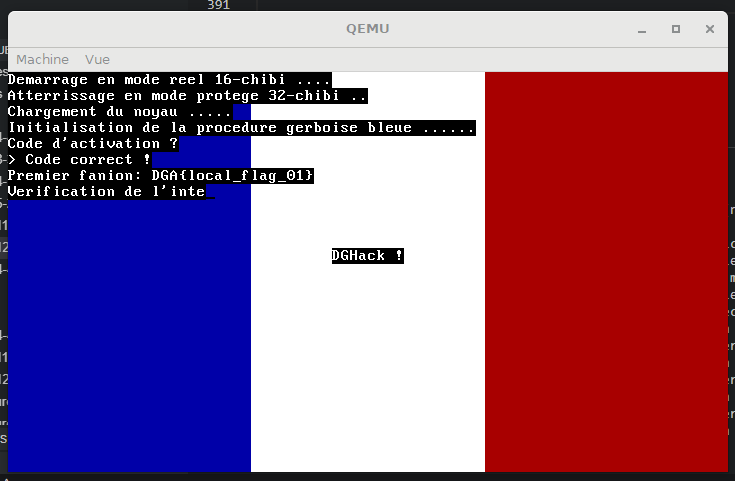 391
QEMU
Machine Vue
Demarrage en mode reel 16-chibi ....
Atterrissage en mode protege 32-chibi ..
Chargement du noyau .....
Initialisation de la procedure gerboise bleue ......
Code d'activation ?
> Code correct !
Premier fanion: DGA{local_flag_01}
Verification de l'inte_
DGHack !